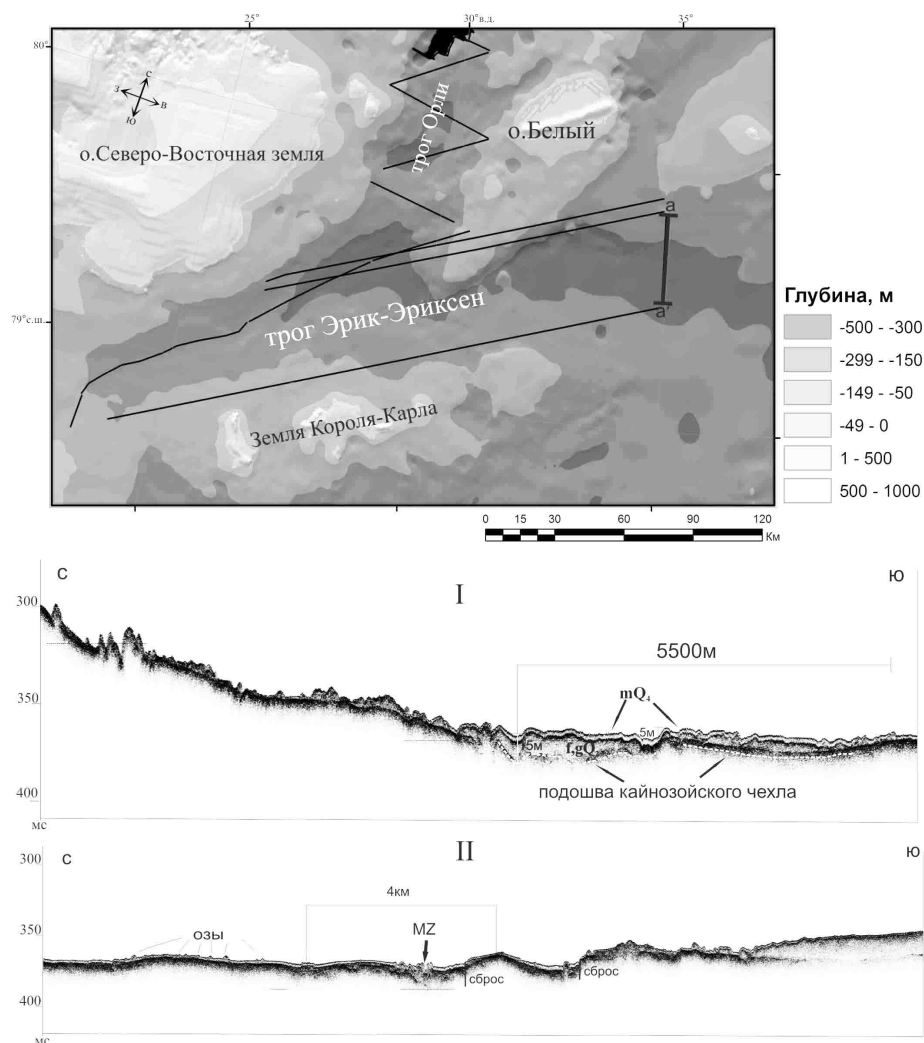 25°
30°в.д.
35°
80°
с
з
в
ю
трог Орли
о.Белый
о.Северо-Восточная земля
а
79°с.ш.
трог Эрик-Эриксен
а'
Земля Короля-Карла
Глубина, м
-500 - -300
-299 - -150
-149 - -50
-49 - 0
1 - 500
500 - 1000
0 15 30 60 90 120
Км
С
I
Ю
300
5500м
350
mQ₄
5м
15м
f,gQ
подошва кайнозойского чехла
400
мс
300
С
II
Ю
4км
350
озы
MZ
сброс
сброс
400
мс